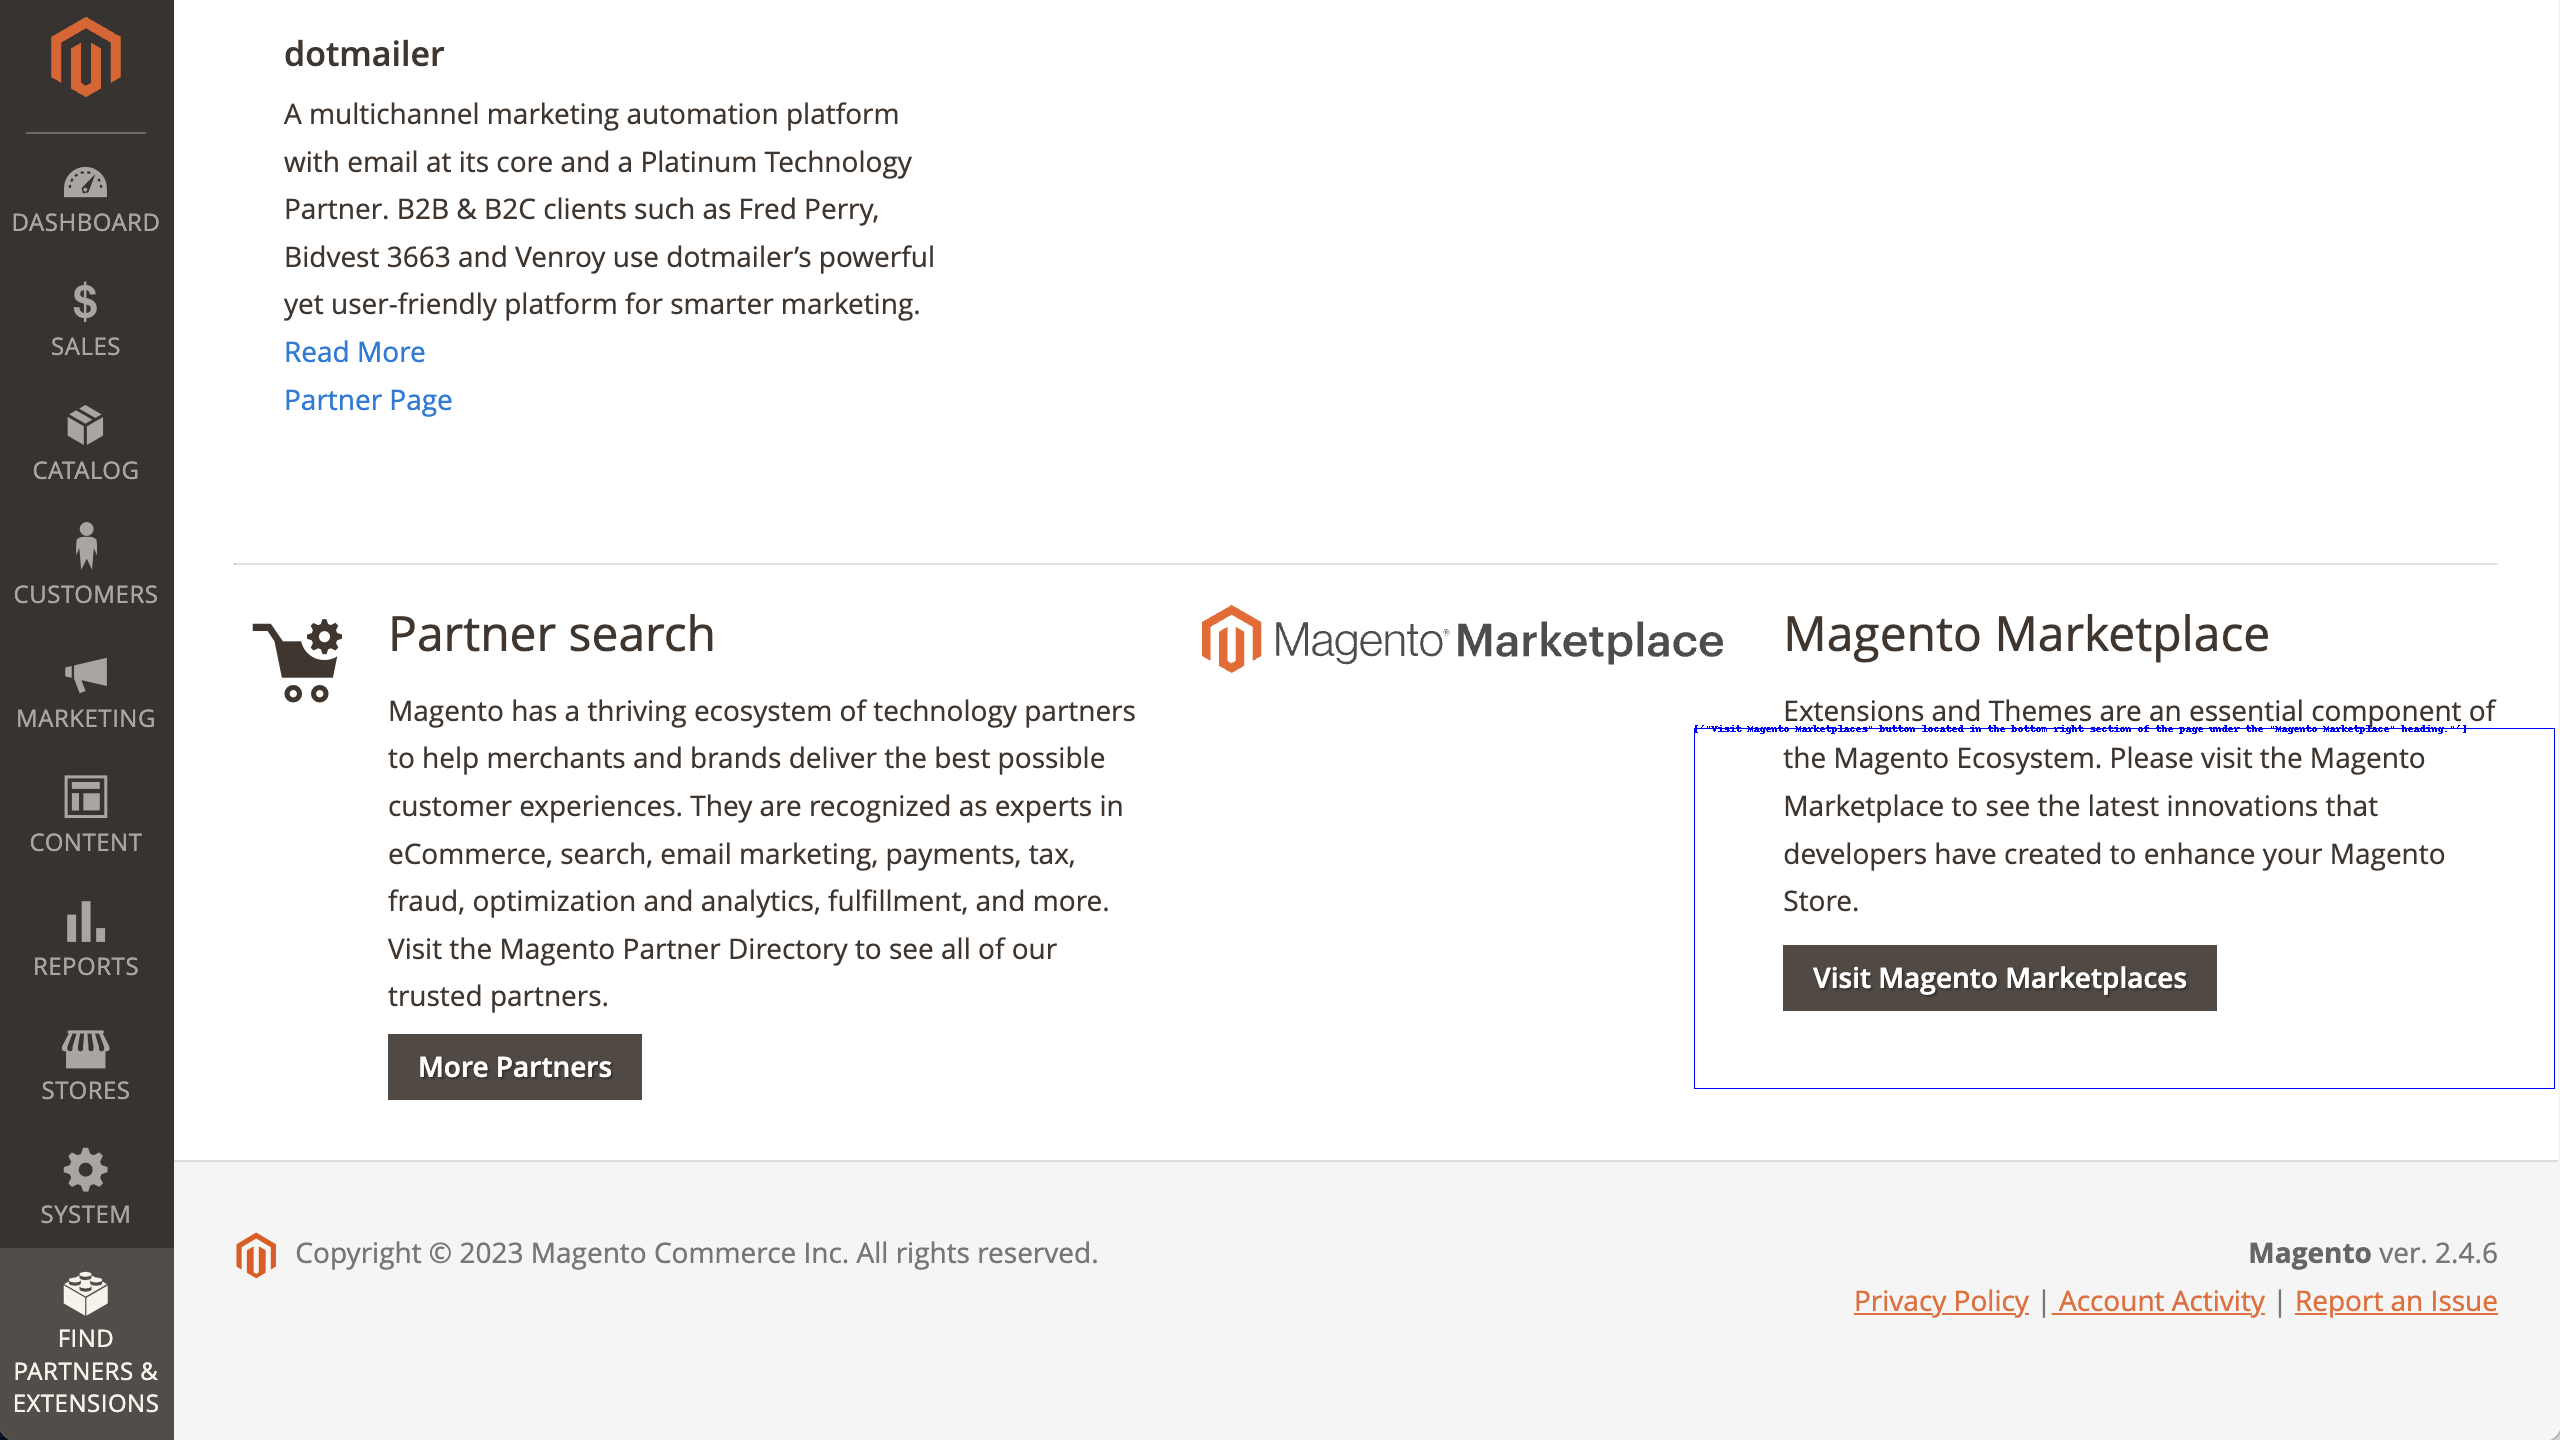 DASHBOARD
SALES
CATALOG
CUSTOMERS
MARKETING
CONTENT
REPORTS
STORES
SYSTEM
FIND
PARTNERS &
EXTENSIONS
dotmailer
A multichannel marketing automation platform
with email at its core and a Platinum Technology
Partner. B2B & B2C clients such as Fred Perry,
Bidvest 3663 and Venroy use dotmailer’s powerful
yet user-friendly platform for smarter marketing.
Read More
Partner Page
Partner search
Magento has a thriving ecosystem of technology partners
to help merchants and brands deliver the best possible
customer experiences. They are recognized as experts in
eCommerce, search, email marketing, payments, tax,
fraud, optimization and analytics, fulfillment, and more.
Visit the Magento Partner Directory to see all of our
trusted partners.
More Partners
Magento® Marketplace
Magento Marketplace
Extensions and Themes are an essential component of
['"Visit Magento Marketplaces" button located in the bottom right section of the page under the "Magento Marketplace" heading."']
the Magento Ecosystem. Please visit the Magento
Marketplace to see the latest innovations that
developers have created to enhance your Magento
Store.
Visit Magento Marketplaces
Copyright © 2023 Magento Commerce Inc. All rights reserved.
Magento ver. 2.4.6
Privacy Policy | Account Activity | Report an Issue